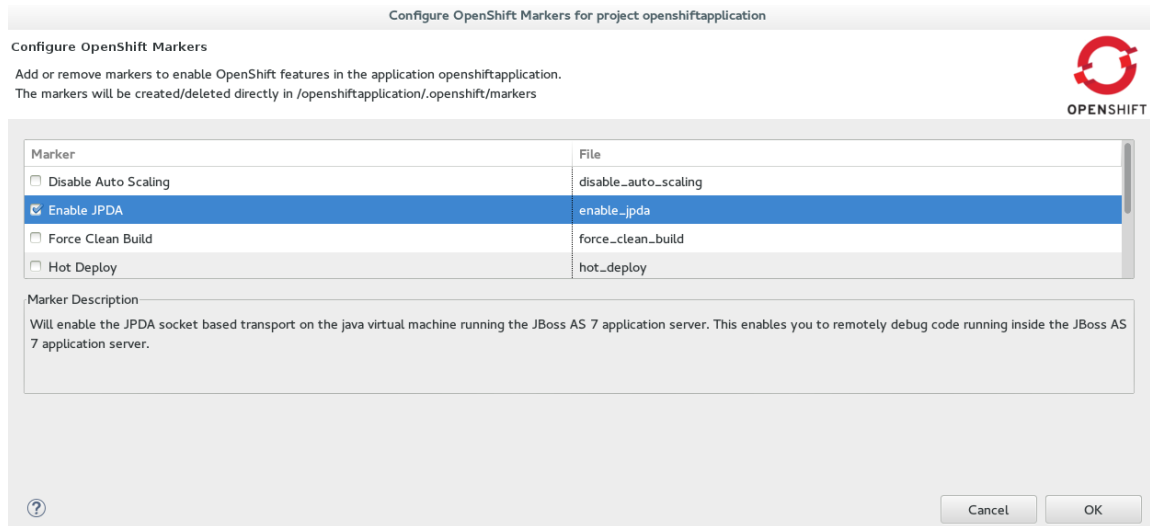 Configure OpenShift Markers for project openshiftapplication
Configure OpenShift Markers
Add or remove markers to enable OpenShift features in the application openshiftapplication.
The markers will be created/deleted directly in /openshiftapplication/.openshift/markers
OPENSHIFT
Marker File
Disable Auto Scaling disable_auto_scaling
Enable JPDA enable_jpda
Force Clean Build force_clean_build
Hot Deploy hot_deploy
Marker Description
Will enable the JPDA socket based transport on the java virtual machine running the JBoss AS 7 application server. This enables you to remotely debug code running inside the JBoss AS
7 application server.
?
Cancel OK